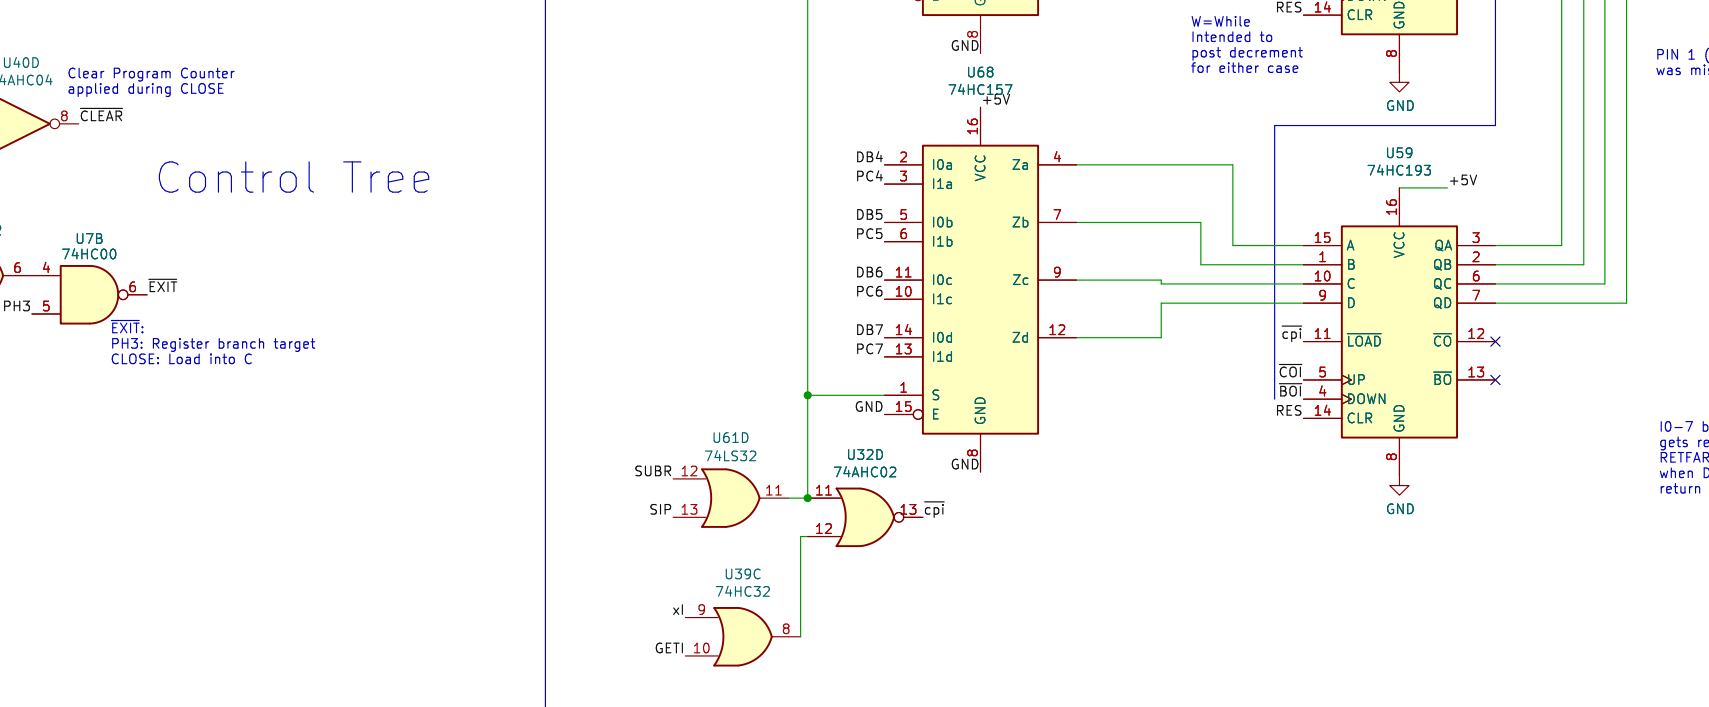 U40D
4AHC04
Clear Program Counter
applied during CLOSE
8
CLEAR
Control Tree
U7B
74HC00
6
4
6
EXIT
PH3
5
EXIT:
PH3: Register branch target
CLOSE: Load into C
GND
8
GND
U68
74HC157
+5V
16
VCC
DB4
2
I0a
Za
4
PC4
3
I1a
DB5
5
I0b
Zb
7
PC5
6
I1b
DB6
11
I0c
Zc
9
PC6
10
I1c
DB7
14
I0d
Zd
12
PC7
13
I1d
1
S
GND
15
E
GND
8
GND
U61D
74LS32
SUBR
12
11
SIP
13
U32D
74AHC02
11
12
13
cpi
U39C
74HC32
xI
9
8
GETI
10
W=While
Intended to
post decrement
for either case
RES
14
CLR
GND
8
GND
U59
74HC193
+5V
16
VCC
15
A
QA
3
1
B
QB
2
10
C
QC
6
9
D
QD
7
cpi
11
LOAD
CO
12
COI
5
UP
BO
13
BOI
4
DOWN
RES
14
CLR
GND
8
GND
PIN 1 (
was mis
I0-7 b
gets re
RETFAR
when D
return